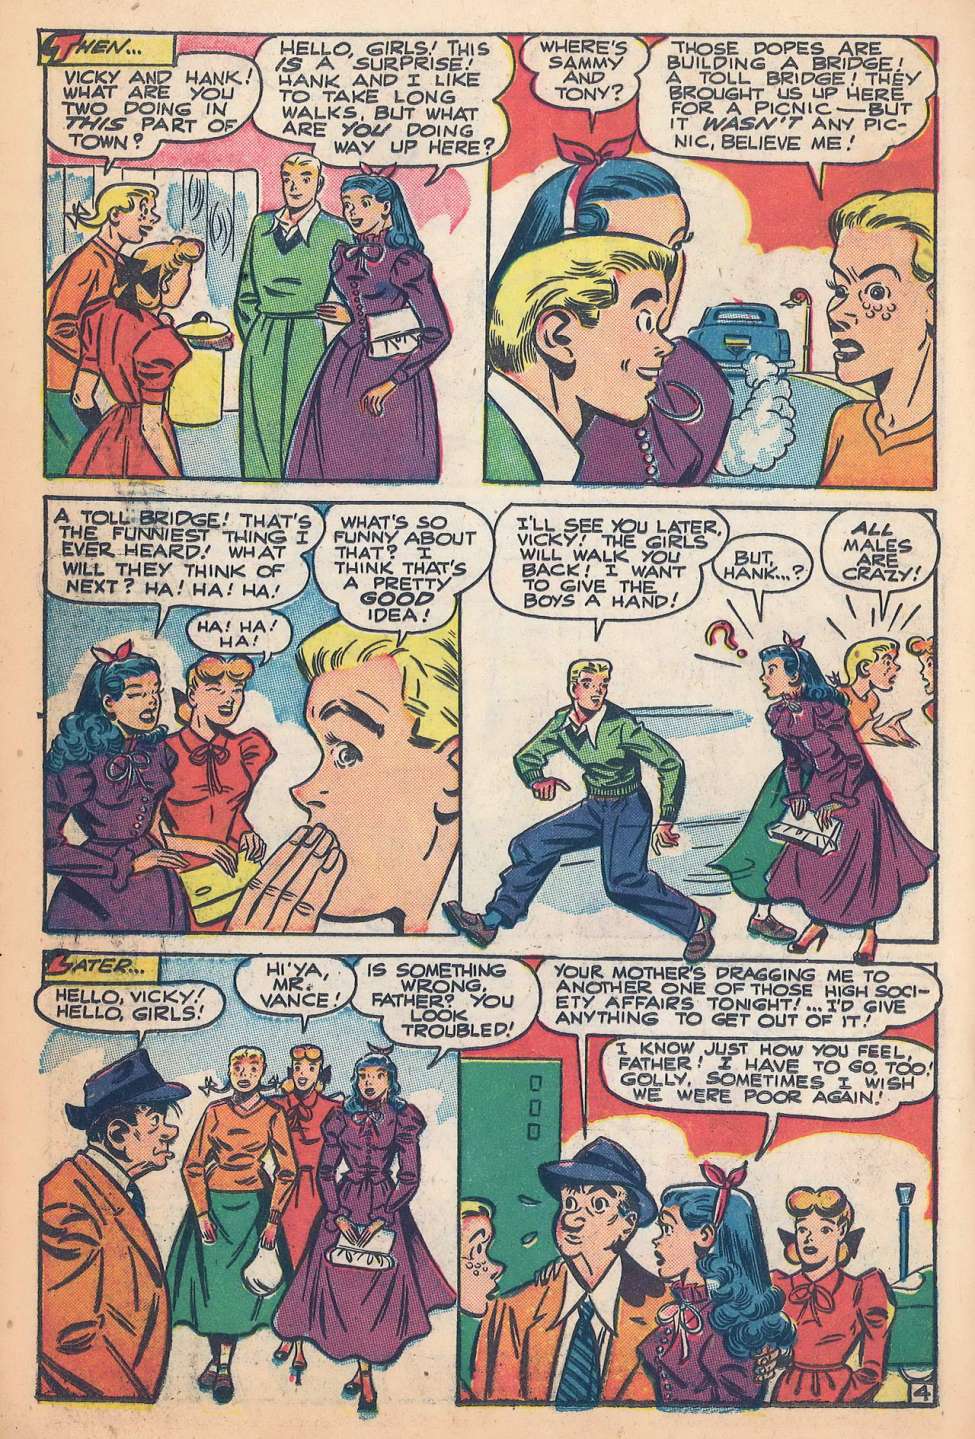 THEN...
VICKY AND HANK!
WHAT ARE YOU
TWO DOING IN
THIS PART OF
TOWN?
HELLO, GIRLS! THIS
IS A SURPRISE!
HANK AND I LIKE
TO TAKE LONG
WALKS, BUT WHAT
ARE YOU DOING
WAY UP HERE?
WHERE'S
SAMMY
AND
TONY?
THOSE DOPES ARE
BUILDING A BRIDGE!
A TOLL BRIDGE! THEY
BROUGHT US UP HERE
FOR A PICNIC — BUT
IT WASN'T ANY PIC-
NIC, BELIEVE ME!
A TOLL BRIDGE! THAT'S
THE FUNNIEST THING I
EVER HEARD! WHAT
WILL THEY THINK OF
NEXT? HA! HA! HA!
HA! HA!
HA!
WHAT'S SO
FUNNY ABOUT
THAT? I
THINK THAT'S
A PRETTY
GOOD
IDEA!
I'LL SEE YOU LATER,
VICKY! THE GIRLS
WILL WALK YOU
BACK! I WANT
TO GIVE THE
BOYS A HAND!
?
BUT,
HANK...?
ALL
MALES
ARE
CRAZY!
LATER...
HELLO, VICKY!
HELLO, GIRLS!
HI'YA,
MR.
VANCE!
IS SOMETHING
WRONG,
FATHER? YOU
LOOK
TROUBLED!
YOUR MOTHER'S DRAGGING ME TO
ANOTHER ONE OF THOSE HIGH SOCI-
ETY AFFAIRS TONIGHT!... I'D GIVE
ANYTHING TO GET OUT OF IT!
I KNOW JUST HOW YOU FEEL,
FATHER! I HAVE TO GO, TOO!
GOLLY, SOMETIMES I WISH
WE WERE POOR AGAIN!
4